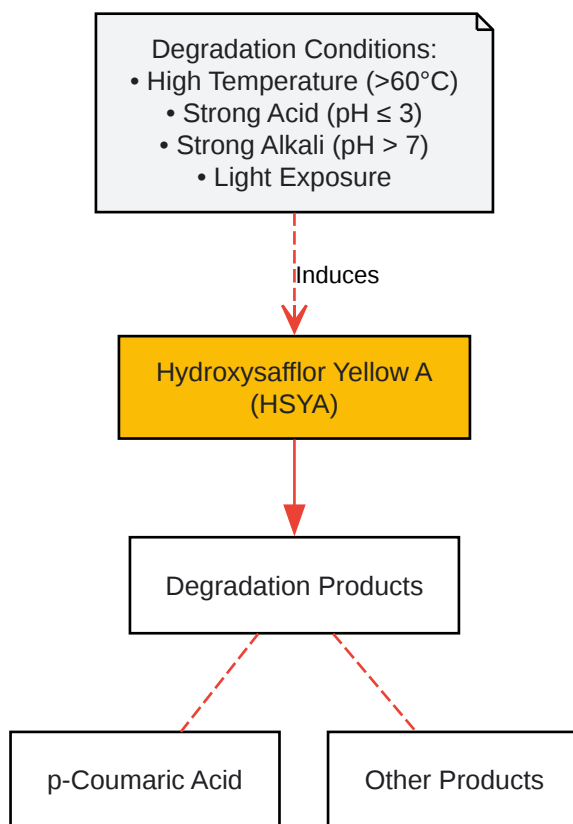 Degradation Conditions:
• High Temperature (>60°C)
• Strong Acid (pH ≤ 3)
• Strong Alkali (pH > 7)
• Light Exposure
Induces
Hydroxysafflor Yellow A
(HSYA)
Degradation Products
p-Coumaric Acid
Other Products